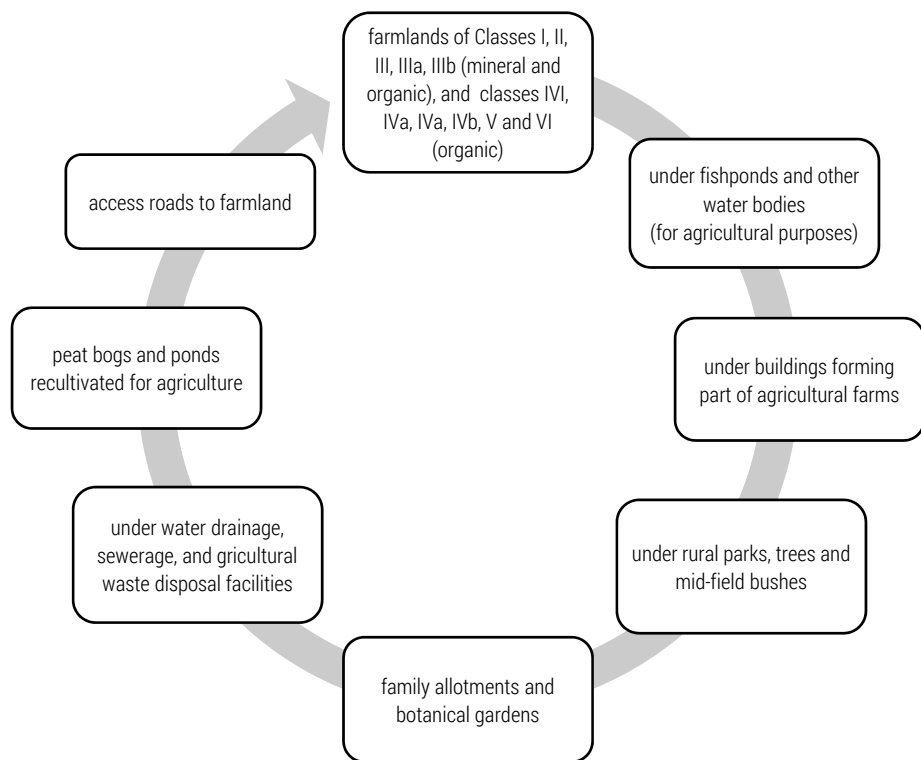 farmlands of Classes I, II,
III, IIIa, IIIb (mineral and
organic), and classes IVI,
IVa, IVa, IVb, V and VI
(organic)
under fishponds and other
water bodies
(for agricultural purposes)
under buildings forming
part of agricultural farms
under rural parks, trees and
mid-field bushes
family allotments and
botanical gardens
under water drainage,
sewerage, and gricultural
waste disposal facilities
peat bogs and ponds
recultivated for agriculture
access roads to farmland